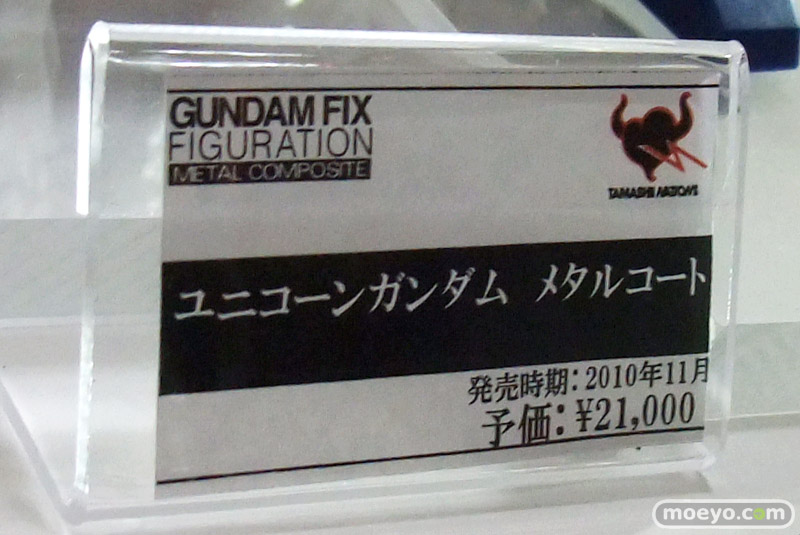 GUNDAM FIX
FIGURATION
METAL COMPOSITE
TAMASHII NATIONS
ユニコーンガンダム メタルコート
発売時期：2010年11月
予価：¥21,000
moeyo.com